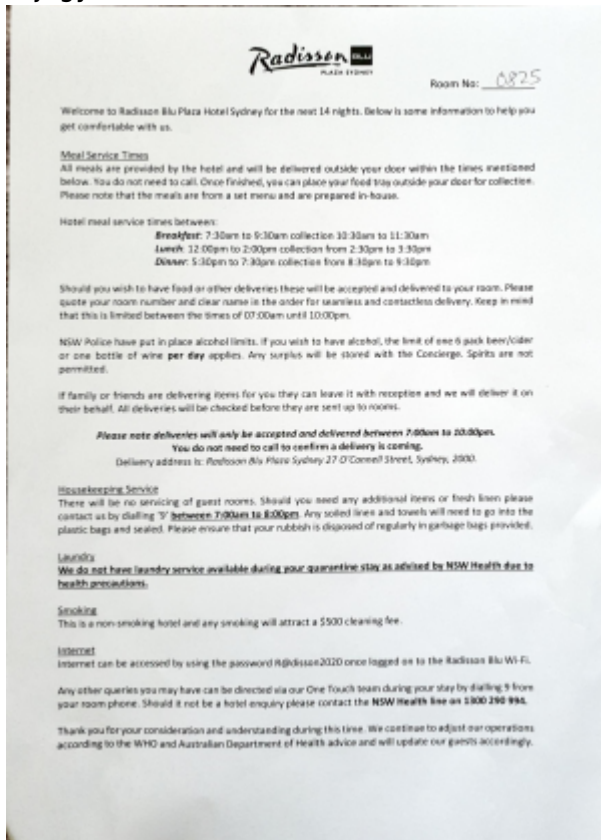 Radisson BLU
PLAZA SYDNEY
Room No: 0825
Welcome to Radisson Blu Plaza Hotel Sydney for the next 14 nights. Below is some information to help you
get comfortable with us.
Meal Service Times
All meals are provided by the hotel and will be delivered outside your door within the times mentioned
below. You do not need to call. Once finished, you can place your food tray outside your door for collection.
Please note that the meals are from a set menu and are prepared in-house.
Hotel meal service times between:
Breakfast: 7:30am to 9:30am collection 10:30am to 11:30am
Lunch: 12:00pm to 2:00pm collection from 2:30pm to 3:30pm
Dinner: 5:30pm to 7:30pm collection from 8:30pm to 9:30pm
Should you wish to have food or other deliveries these will be accepted and delivered to your room. Please
quote your room number and clear name in the order for seamless and contactless delivery. Keep in mind
that this is limited between the times of 07:00am until 10:00pm.
NSW Police have put in place alcohol limits. If you wish to have alcohol, the limit of one 6 pack beer/cider
or one bottle of wine per day applies. Any surplus will be stored with the Concierge. Spirits are not
permitted.
If family or friends are delivering items for you they can leave it with reception and we will deliver it on
their behalf. All deliveries will be checked before they are sent up to rooms.
Please note deliveries will only be accepted and delivered between 7:00am to 10:00pm.
You do not need to call to confirm a delivery is coming.
Delivery address is: Radisson Blu Plaza Sydney 27 O'Connell Street, Sydney, 2000.
Housekeeping Service
There will be no servicing of guest rooms. Should you need any additional items or fresh linen please
contact us by dialling '9' between 7:00am to 8:00pm. Any soiled linen and towels will need to go into the
plastic bags and sealed. Please ensure that your rubbish is disposed of regularly in garbage bags provided.
Laundry
We do not have laundry service available during your quarantine stay as advised by NSW Health due to
health precautions.
Smoking
This is a non-smoking hotel and any smoking will attract a $500 cleaning fee.
Internet
Internet can be accessed by using the password R@disson2020 once logged on to the Radisson Blu Wi-Fi.
Any other queries you may have can be directed via our One Touch team during your stay by dialling 9 from
your room phone. Should it not be a hotel enquiry please contact the NSW Health line on 1300 290 994.
Thank you for your consideration and understanding during this time. We continue to adjust our operations
according to the WHO and Australian Department of Health advice and will update our guests accordingly.